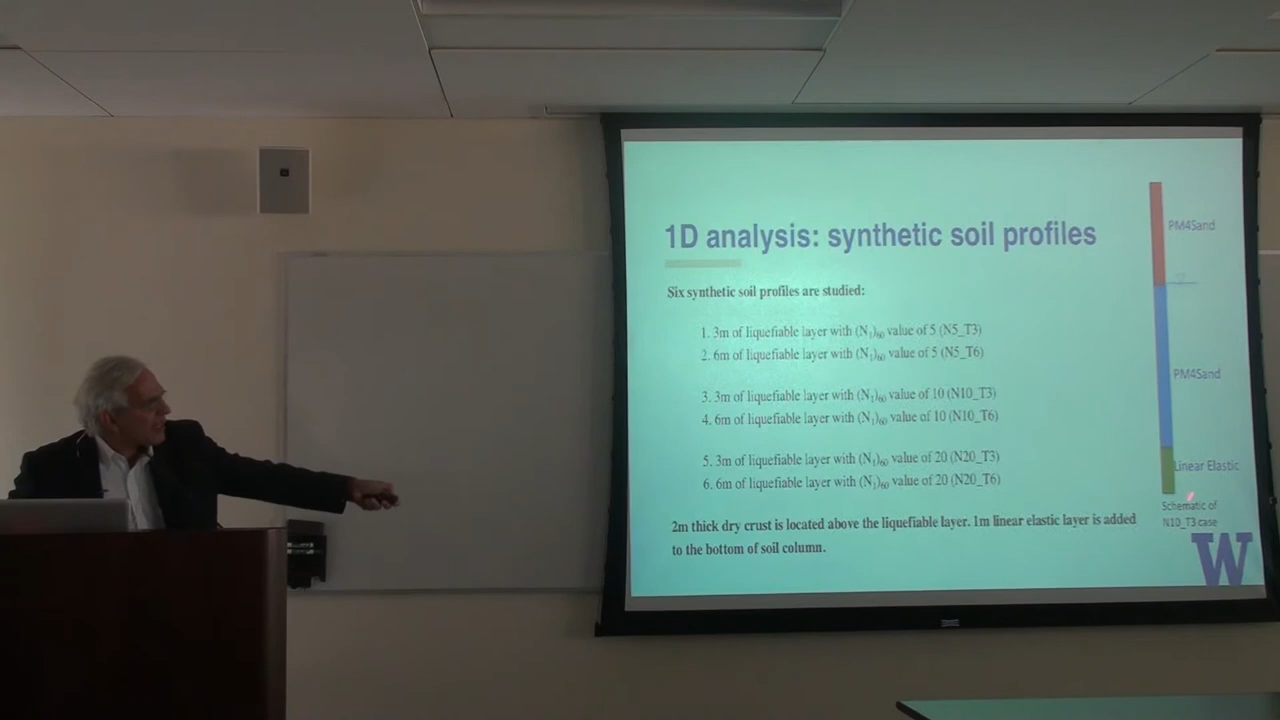 1D analysis: synthetic soil profiles
Six synthetic soil profiles are studied:
1. 3m of liquefiable layer with (N₁)₆₀ value of 5 (N5_T3)
2. 6m of liquefiable layer with (N₁)₆₀ value of 5 (N5_T6)
3. 3m of liquefiable layer with (N₁)₆₀ value of 10 (N10_T3)
4. 6m of liquefiable layer with (N₁)₆₀ value of 10 (N10_T6)
5. 3m of liquefiable layer with (N₁)₆₀ value of 20 (N20_T3)
6. 6m of liquefiable layer with (N₁)₆₀ value of 20 (N20_T6)
2m thick dry crust is located above the liquefiable layer. 1m linear elastic layer is added
to the bottom of soil column.
PM4Sand
PM4Sand
Linear Elastic
Schematic of
N10_T3 case
W